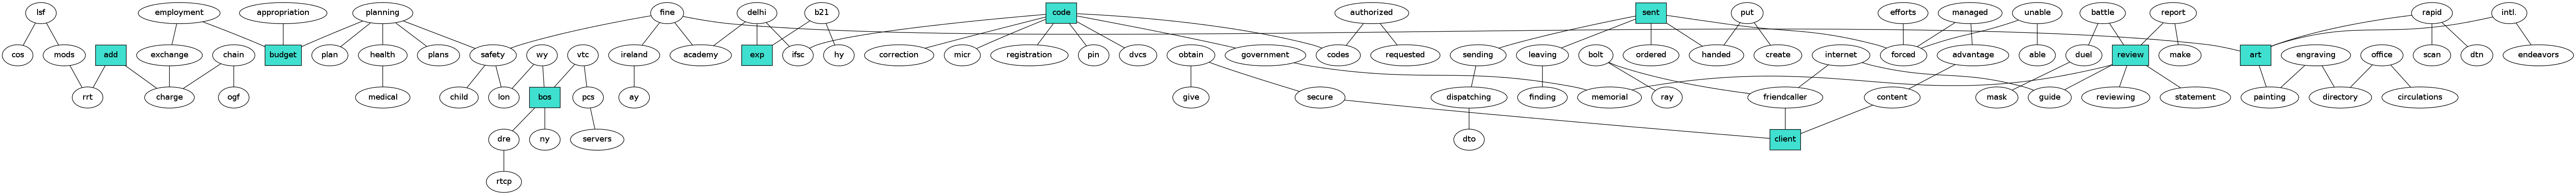 lsf employment appropriation planning fine delhi b21 code authorized sent put efforts managed unable battle report rapid intl.
cos mods add exchange chain budget plan health plans safety wy vtc ireland academy exp ifsc hy correction micr registration pin dvcs obtain government codes requested sending leaving ordered bolt handed create internet forced advantage able duel review make art engraving office scan dtn endeavors
rrt charge ogf medical child lon bos pcs ay give secure dispatching finding memorial ray friendcaller content mask guide reviewing statement painting directory circulations
dre ny servers dto client
rtcp